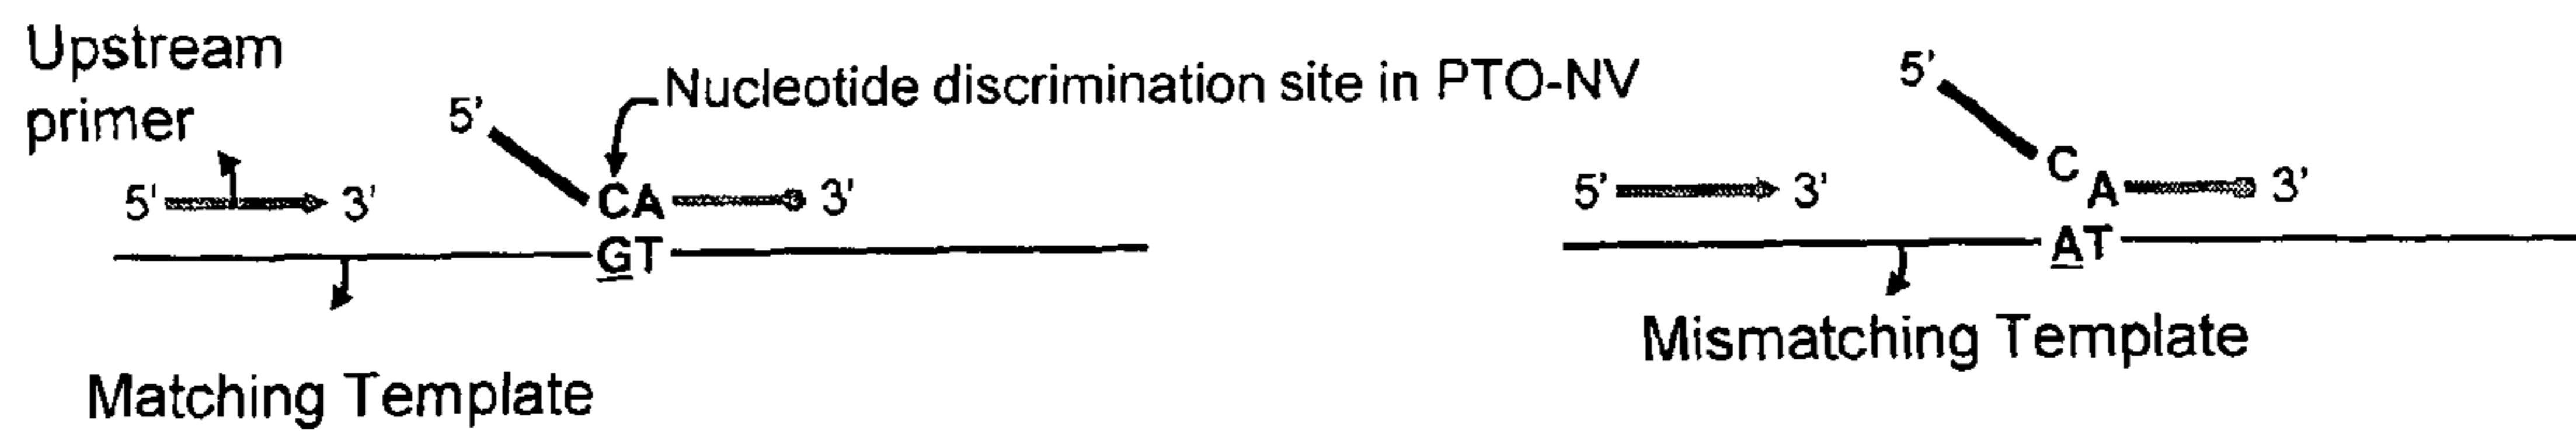 Upstream
primer
5' Nucleotide discrimination site in PTO-NV
5' 3' CA 3'
GT
Matching Template
5'
5' 3' C A 3'
AT
Mismatching Template